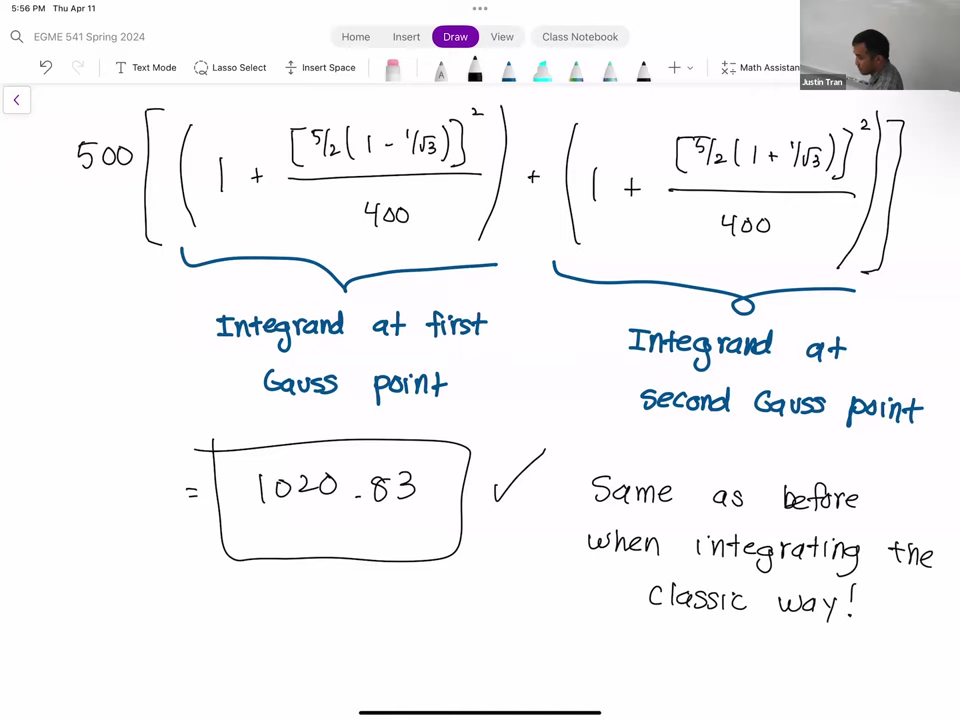 5:56 PM Thu Apr 11
EGME 541 Spring 2024
Home Insert Draw View Class Notebook
Text Mode Lasso Select Insert Space Math Assistan
Justin Tran
500 [ ( 1 + [5/2 ( 1 - 1/√3 )]² / 400 ) + ( 1 + [5/2 ( 1 + 1/√3 )]² / 400 ) ]
Integrand at first
Gauss point
Integrand at
second Gauss point
= 1020.83 ✓
Same as before
when integrating the
classic way!